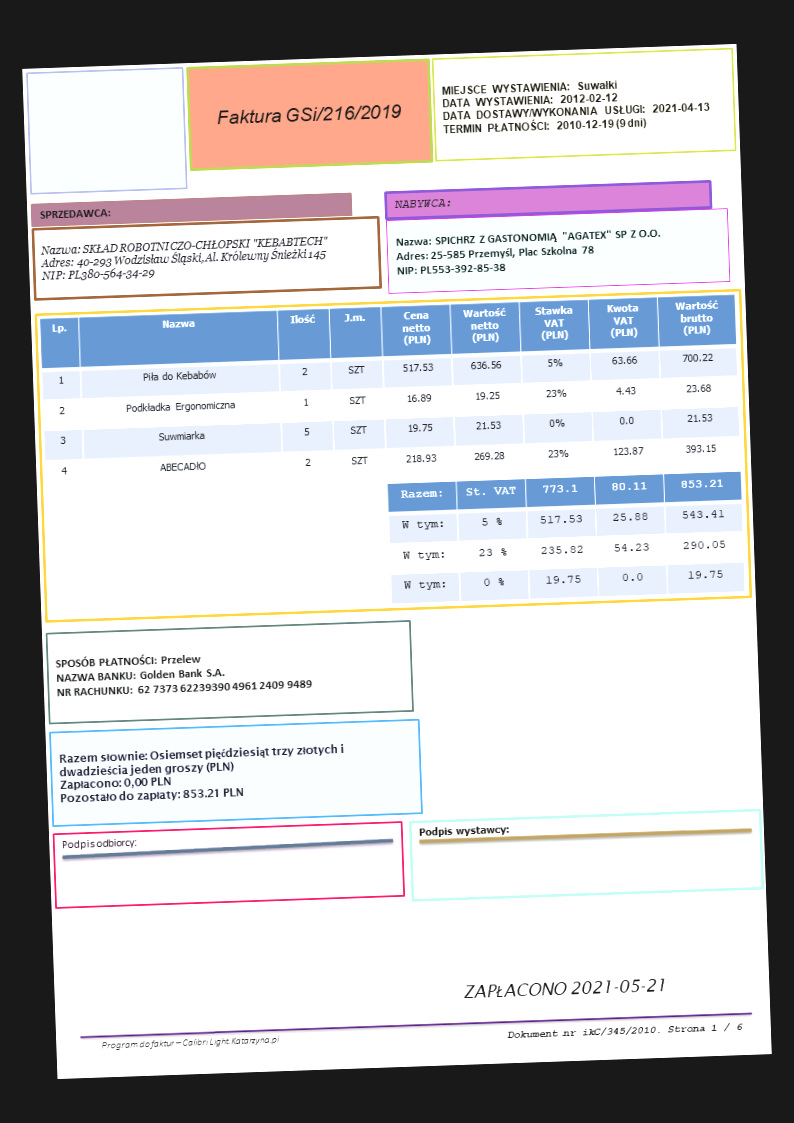 Faktura GSi/216/2019
MIEJSCE WYSTAWIENIA: Suwałki
DATA WYSTAWIENIA: 2012-02-12
DATA DOSTAWY/WYKONANIA USŁUGI: 2021-04-13
TERMIN PŁATNOŚCI: 2010-12-19 (9 dni)
SPRZEDAWCA:
Nazwa: SKŁAD ROBOTNICZO-CHŁOPSKI "KEBABTECH"
Adres: 40-293 Wodzisław Śląski, Al. Królewny Śnieżki 145
NIP: PL380-564-34-29
NABYWCA:
Nazwa: SPICHRZ Z GASTONOMIĄ "AGATEX" SP Z O.O.
Adres: 25-585 Przemyśl, Plac Szkolna 78
NIP: PL553-392-85-38
Lp. Nazwa Ilość J.m. Cena netto (PLN) Wartość netto (PLN) Stawka VAT (PLN) Kwota VAT (PLN) Wartość brutto (PLN)
1 Piła do Kebabów 2 SZT 517.53 636.56 5% 63.66 700.22
2 Podkładka Ergonomiczna 1 SZT 16.89 19.25 23% 4.43 23.68
3 Suwmiarka 5 SZT 19.75 21.53 0% 0.0 21.53
4 ABECADŁO 2 SZT 218.93 269.28 23% 123.87 393.15
Razem: St. VAT 773.1 80.11 853.21
W tym: 5 % 517.53 25.88 543.41
W tym: 23 % 235.82 54.23 290.05
W tym: 0 % 19.75 0.0 19.75
SPOSÓB PŁATNOŚCI: Przelew
NAZWA BANKU: Golden Bank S.A.
NR RACHUNKU: 62 7373 62239390 4961 2409 9489
Razem słownie: Osiemset pięćdziesiąt trzy złotych i
dwadzieścia jeden groszy (PLN)
Zapłacono: 0,00 PLN
Pozostało do zapłaty: 853.21 PLN
Podpis odbiorcy:
Podpis wystawcy:
ZAPŁACONO 2021-05-21
Program do faktur – Calibri Light.Katarzyna.pl
Dokument nr ikC/345/2010. Strona 1 / 6